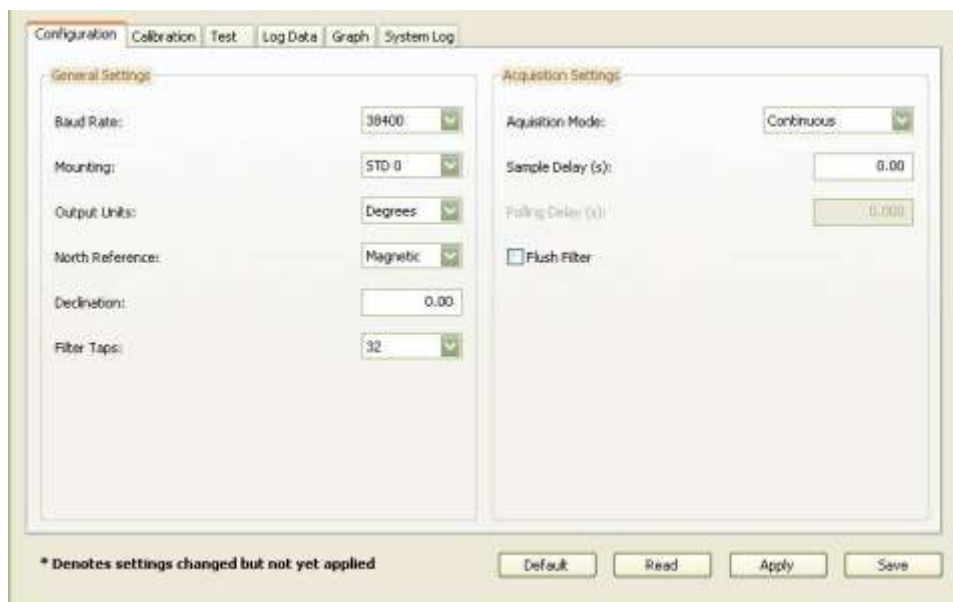 Configuration Calibration Test Log Data Graph System Log
General Settings
Baud Rate: 38400
Mounting: STD 0
Output Units: Degrees
North Reference: Magnetic
Declination: 0.00
Filter Taps: 32
Acquistion Settings
Aquisition Mode: Continuous
Sample Delay (s): 0.00
Polling Delay (s): 0.000
Flush Filter
* Denotes settings changed but not yet applied
Default Read Apply Save